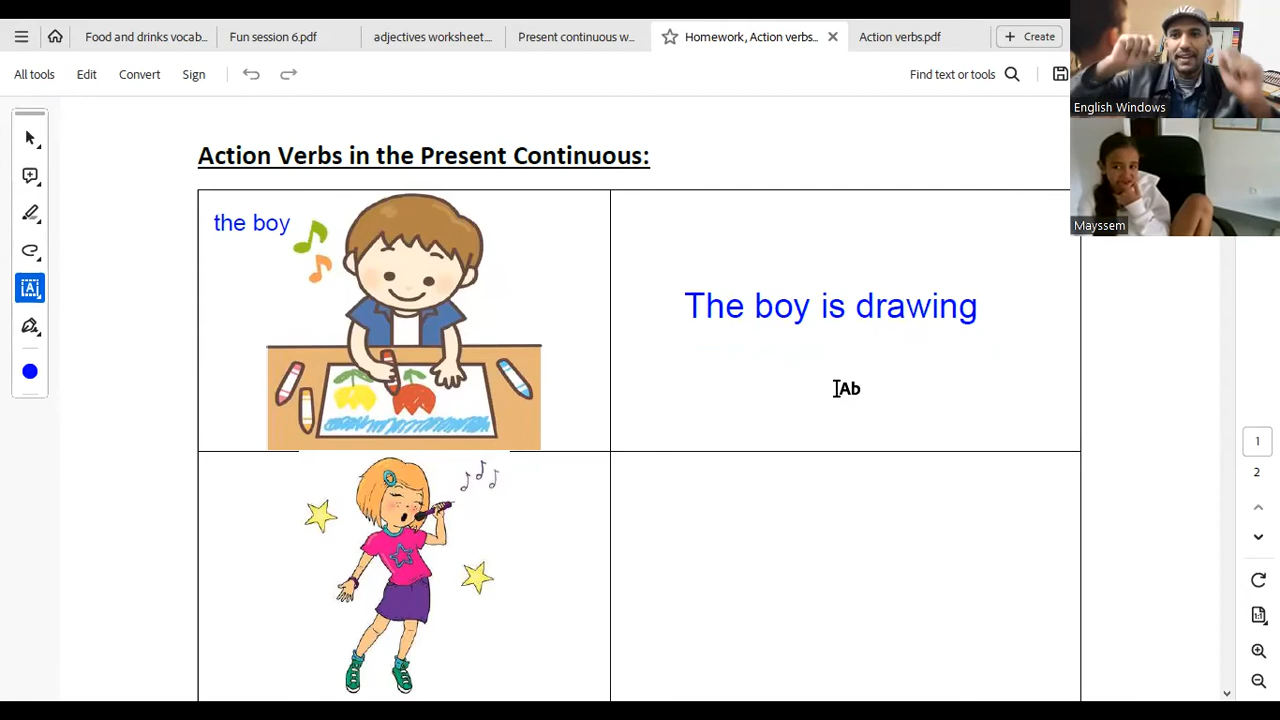 Food and drinks vocab...
Fun session 6.pdf
adjectives worksheet....
Present continuous w...
Homework, Action verbs...
Action verbs.pdf
+ Create
All tools
Edit
Convert
Sign
Find text or tools
English Windows
Mayssem
Action Verbs in the Present Continuous:
the boy
The boy is drawing
Ab
1
2